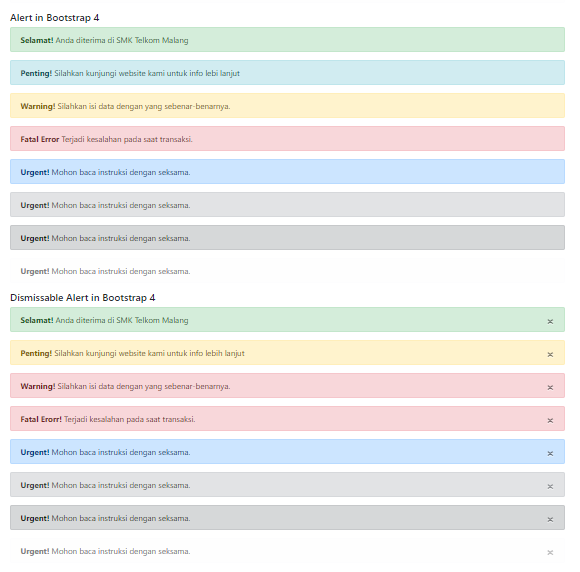 Alert in Bootstrap 4
Selamat! Anda diterima di SMK Telkom Malang
Penting! Silahkan kunjungi website kami untuk info lebi lanjut
Warning! Silahkan isi data dengan yang sebenar-benarnya.
Fatal Error Terjadi kesalahan pada saat transaksi.
Urgent! Mohon baca instruksi dengan seksama.
Urgent! Mohon baca instruksi dengan seksama.
Urgent! Mohon baca instruksi dengan seksama.
Urgent! Mohon baca instruksi dengan seksama.
Dismissable Alert in Bootstrap 4
Selamat! Anda diterima di SMK Telkom Malang ×
Penting! Silahkan kunjungi website kami untuk info lebih lanjut ×
Warning! Silahkan isi data dengan yang sebenar-benarnya. ×
Fatal Erorr! Terjadi kesalahan pada saat transaksi. ×
Urgent! Mohon baca instruksi dengan seksama. ×
Urgent! Mohon baca instruksi dengan seksama. ×
Urgent! Mohon baca instruksi dengan seksama. ×
Urgent! Mohon baca instruksi dengan seksama. ×